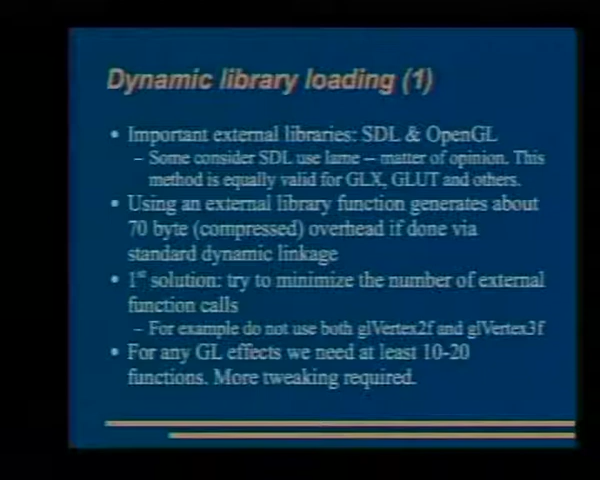 Dynamic library loading (1)
• Important external libraries: SDL & OpenGL
– Some consider SDL use lame – matter of opinion. This
method is equally valid for GLX, GLUT and others.
• Using an external library function generates about
70 byte (compressed) overhead if done via
standard dynamic linkage
• 1st solution: try to minimize the number of external
function calls
– For example do not use both glVertex2f and glVertex3f
• For any GL effects we need at least 10-20
functions. More tweaking required.